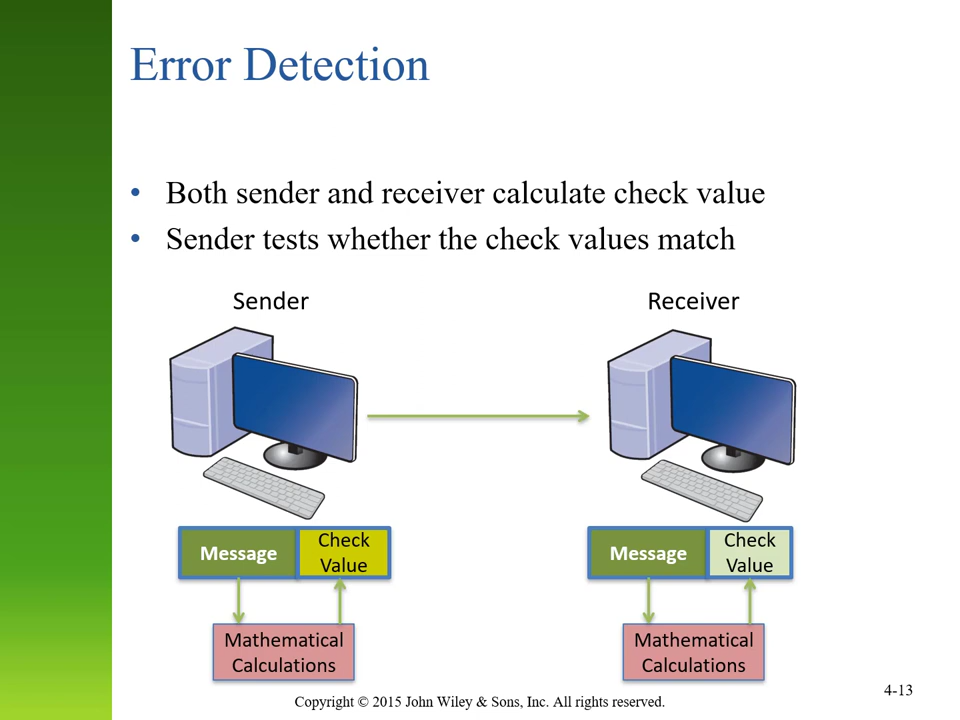 Error Detection
• Both sender and receiver calculate check value
• Sender tests whether the check values match
Sender
Receiver
Message
Check
Value
Message
Check
Value
Mathematical
Calculations
Mathematical
Calculations
4-13
Copyright © 2015 John Wiley & Sons, Inc. All rights reserved.